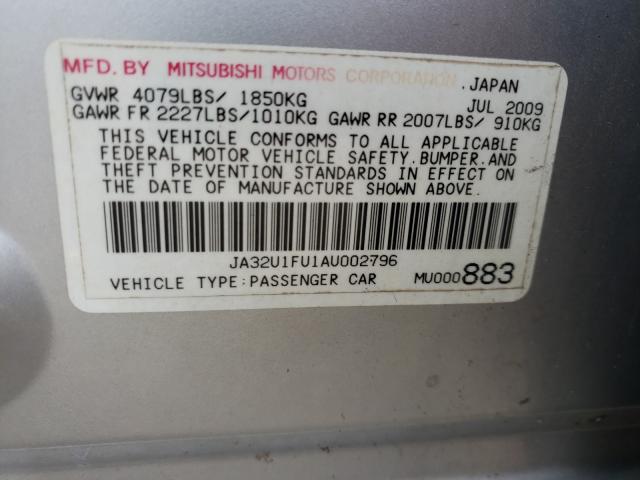 MFD. BY MITSUBISHI MOTORS CORPORATION, JAPAN
GVWR 4079LBS/ 1850KG JUL 2009
GAWR FR 2227LBS/1010KG GAWR RR 2007LBS/ 910KG
THIS VEHICLE CONFORMS TO ALL APPLICABLE
FEDERAL MOTOR VEHICLE SAFETY.BUMPER.AND
THEFT PREVENTION STANDARDS IN EFFECT ON
THE DATE OF MANUFACTURE SHOWN ABOVE.
JA32U1FU1AU002796
VEHICLE TYPE:PASSENGER CAR MU000883